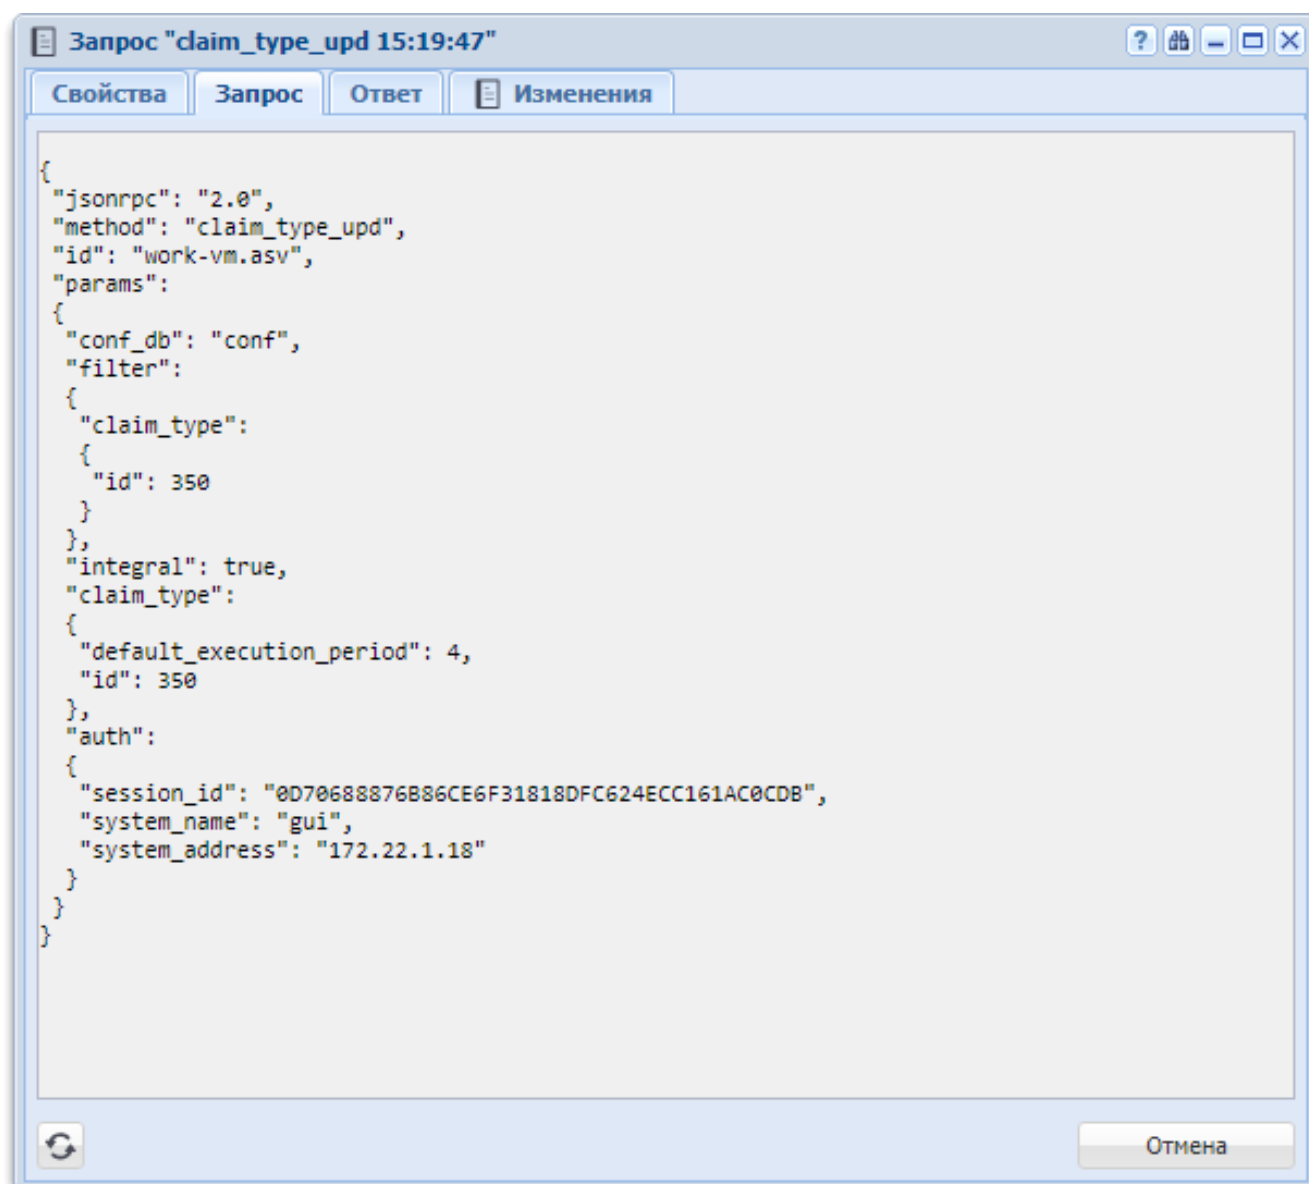 Запрос "claim_type_upd 15:19:47"
Свойства Запрос Ответ Изменения
{
"jsonrpc": "2.0",
"method": "claim_type_upd",
"id": "work-vm.asv",
"params":
{
"conf_db": "conf",
"filter":
{
"claim_type":
{
"id": 350
}
},
"integral": true,
"claim_type":
{
"default_execution_period": 4,
"id": 350
},
"auth":
{
"session_id": "0D70688876B86CE6F31818DFC624ECC161AC0CDB",
"system_name": "gui",
"system_address": "172.22.1.18"
}
}
}
Отмена